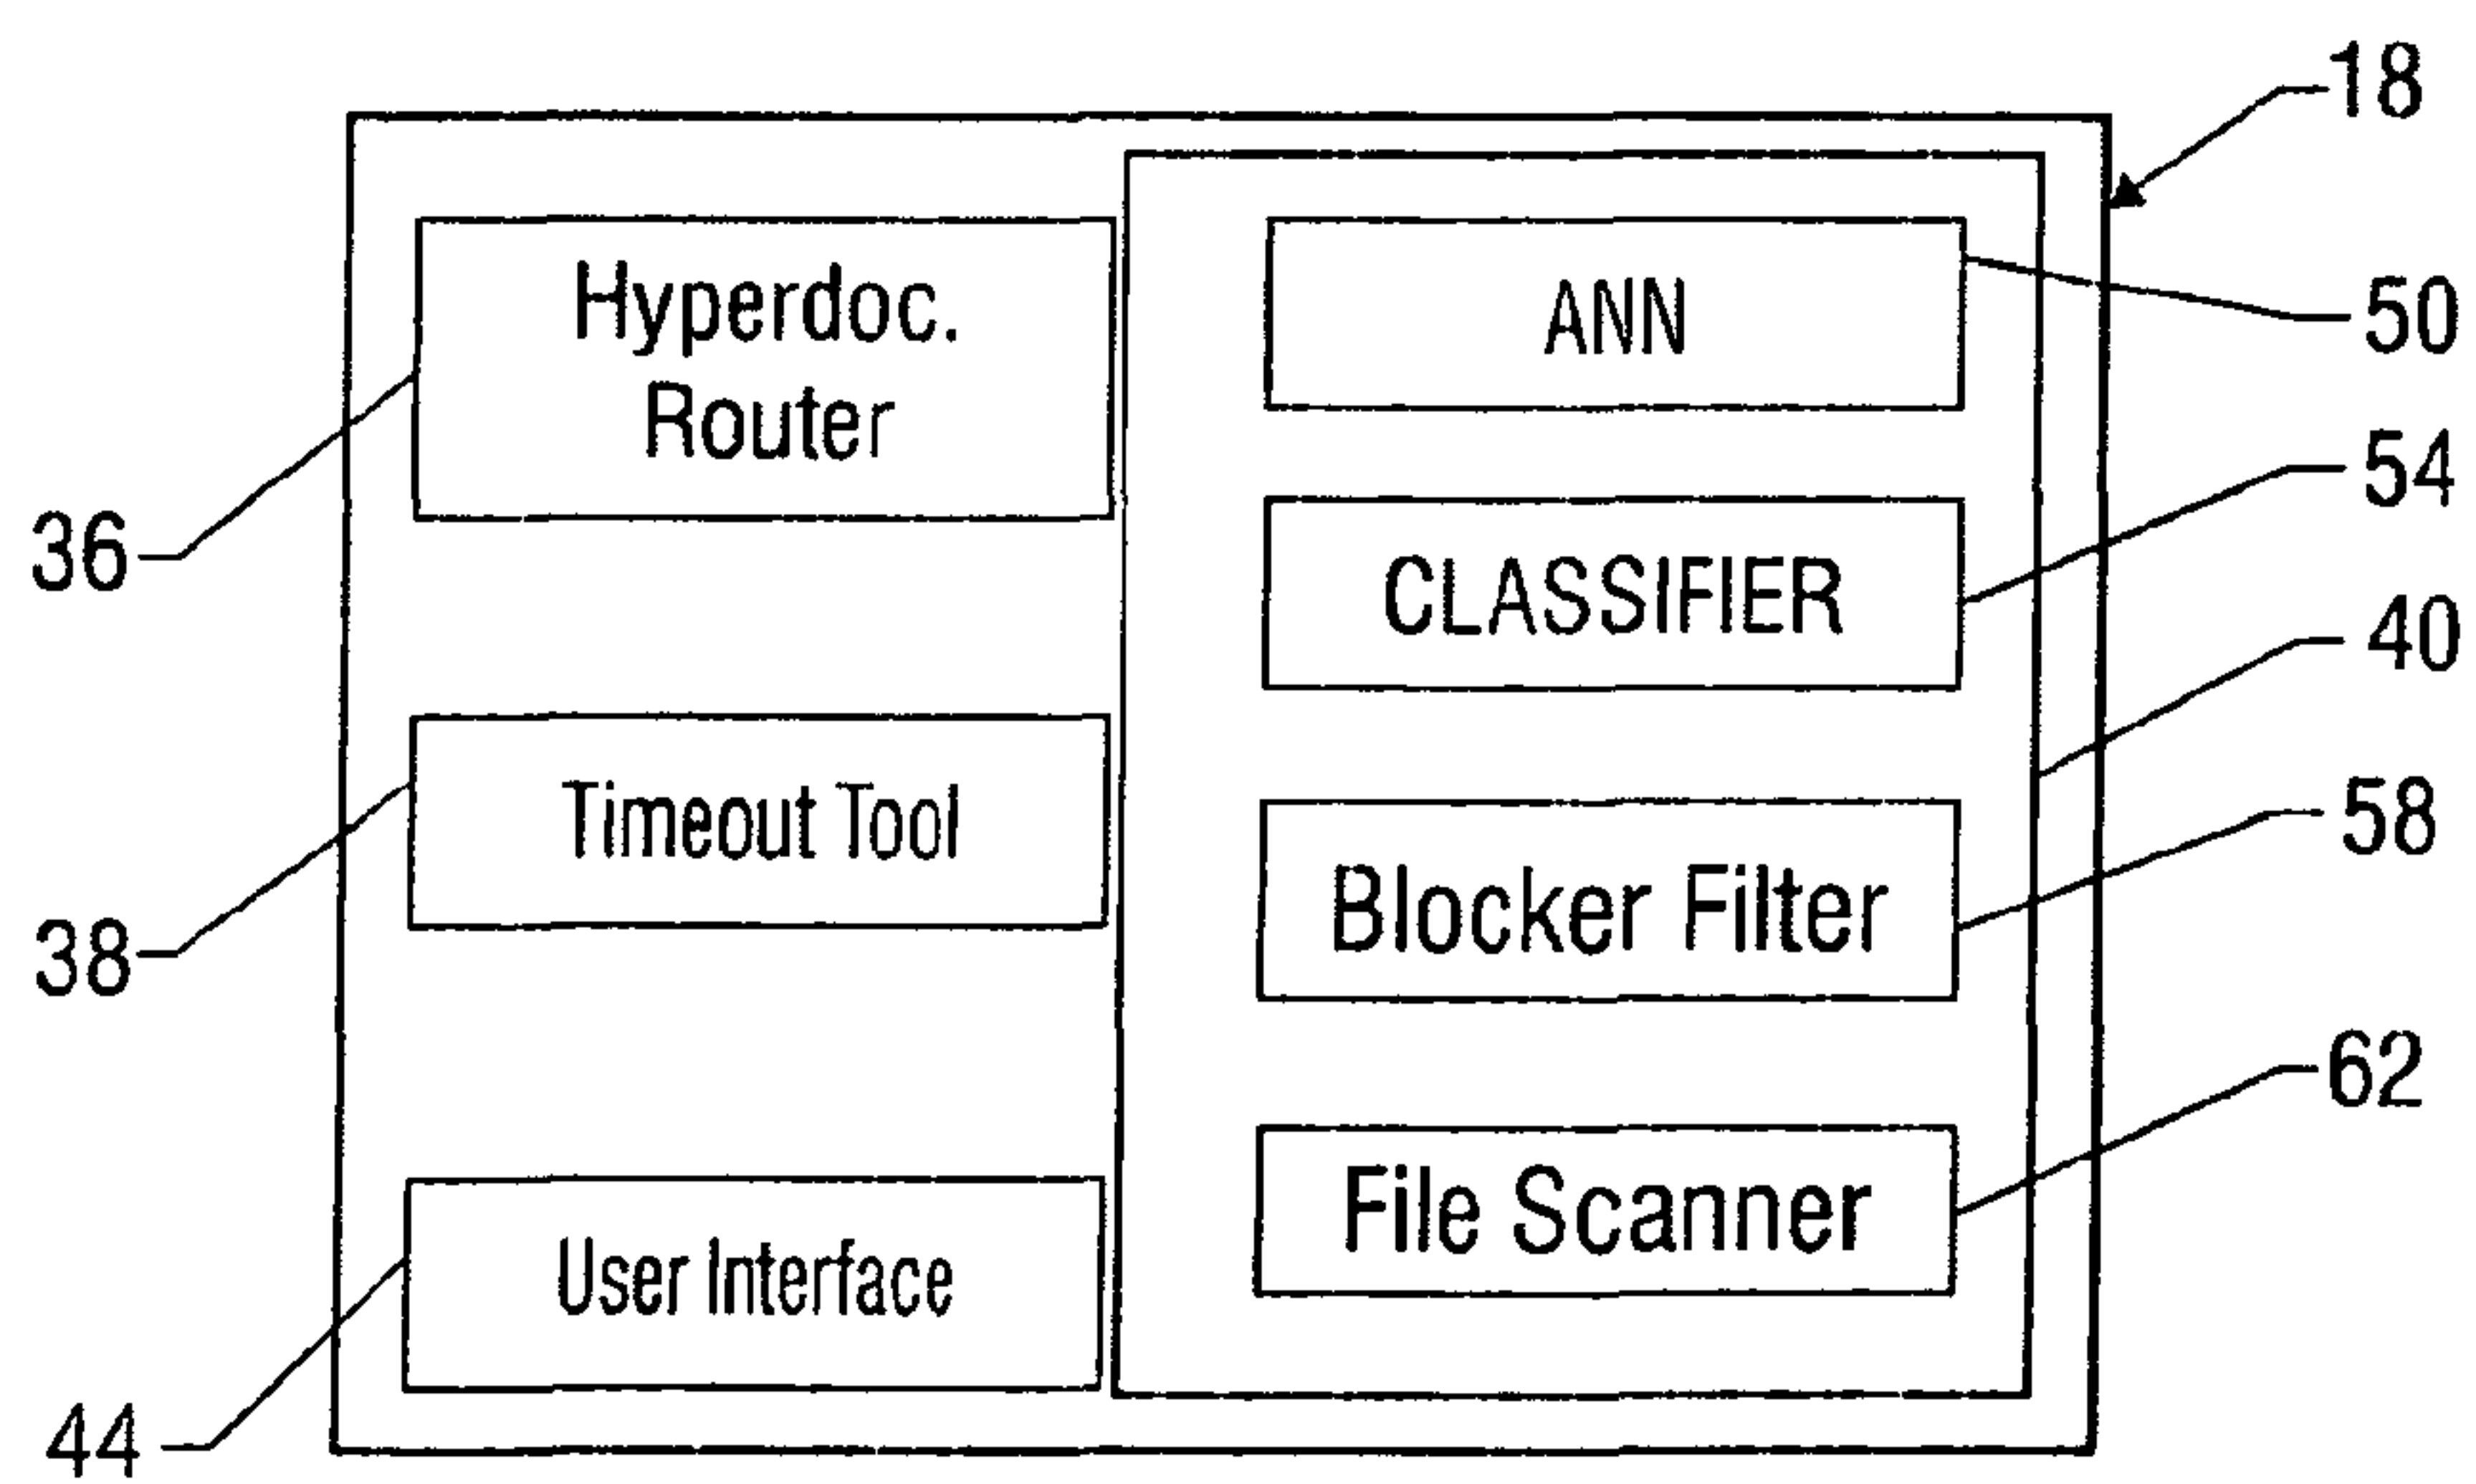 18
Hyperdoc.
Router
ANN
50
54
36
CLASSIFIER
40
Timeout Tool
58
Blocker Filter
38
62
File Scanner
User Interface
44